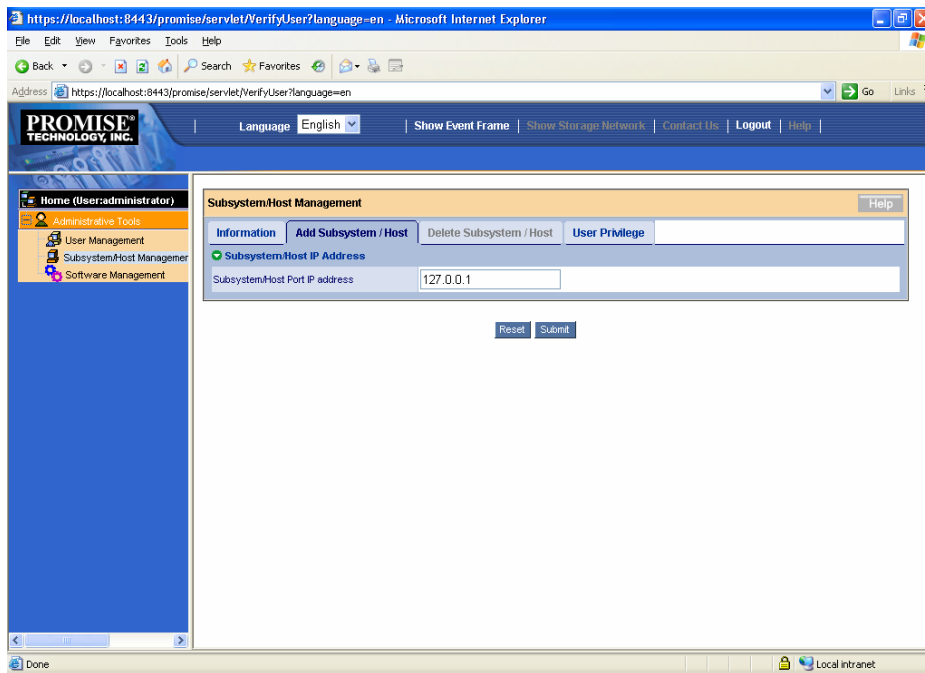 https://localhost:8443/promise/servlet/VerifyUser?language=en - Microsoft Internet Explorer
File Edit View Favorites Tools Help
Back Search Favorites
Address https://localhost:8443/promise/servlet/VerifyUser?language=en Go Links
PROMISE®
TECHNOLOGY, INC.
| Language English | Show Event Frame | Show Storage Network | Contact Us | Logout | Help |
Home (User:administrator)
Administrative Tools
User Management
Subsystem/Host Managemer
Software Management
Subsystem/Host Management Help
Information Add Subsystem / Host Delete Subsystem / Host User Privilege
Subsystem/Host IP Address
Subsystem/Host Port IP address 127.0.0.1
Reset Submit
Done Local intranet